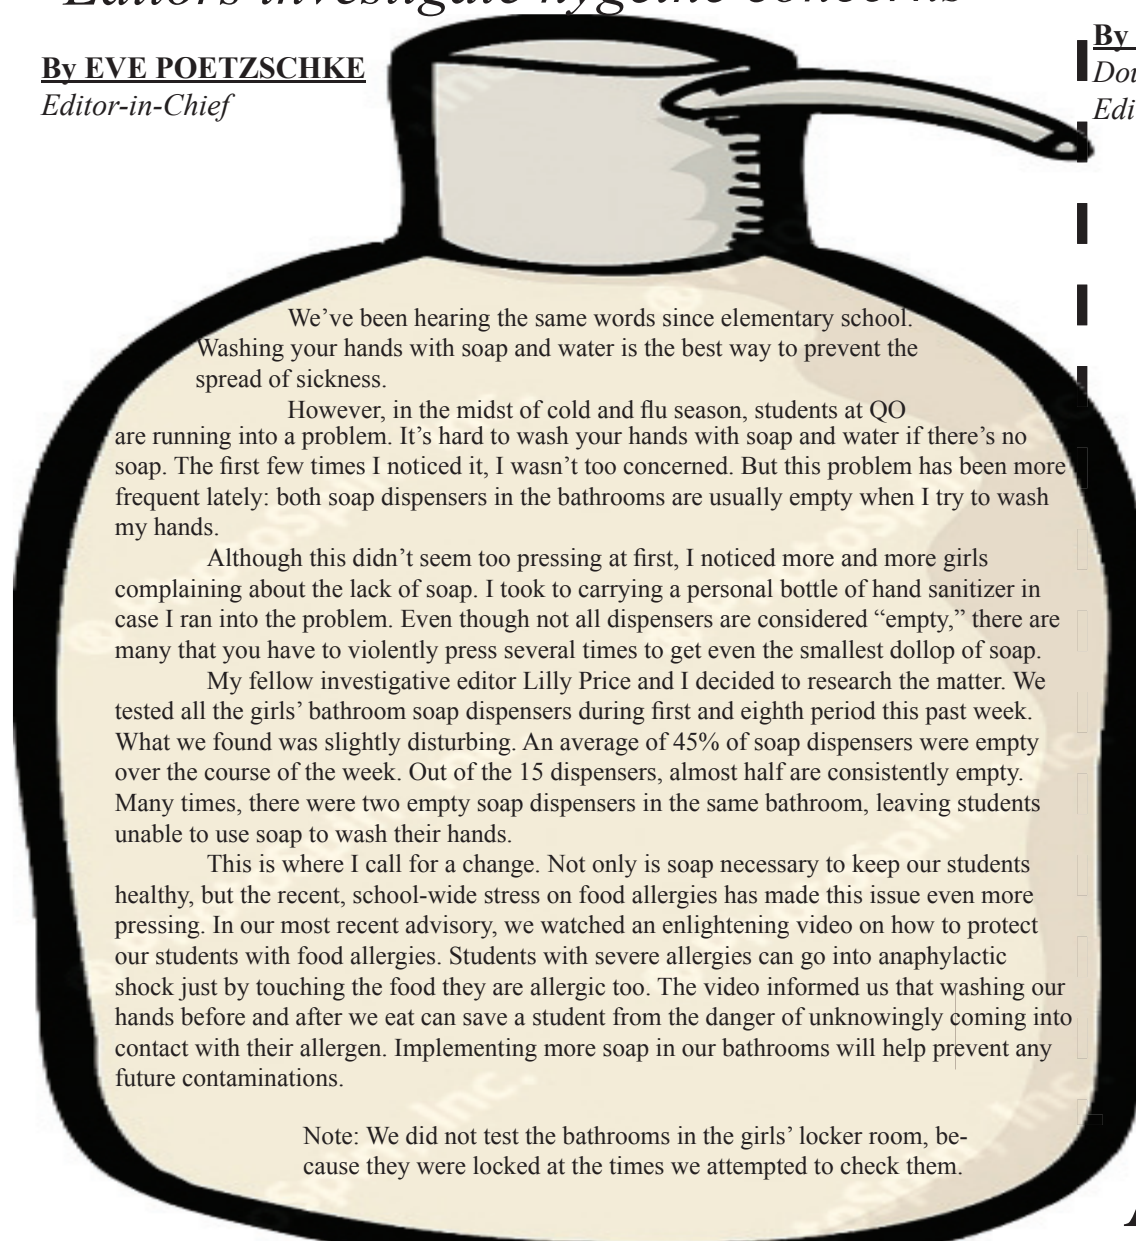 Editors investigate hygeine concerns
By EVE POETZSCHKE
Editor-in-Chief
We’ve been hearing the same words since elementary school.
Washing your hands with soap and water is the best way to prevent the
spread of sickness.
However, in the midst of cold and flu season, students at QO
are running into a problem. It’s hard to wash your hands with soap and water if there’s no
soap. The first few times I noticed it, I wasn’t too concerned. But this problem has been more
frequent lately: both soap dispensers in the bathrooms are usually empty when I try to wash
my hands.
Although this didn’t seem too pressing at first, I noticed more and more girls
complaining about the lack of soap. I took to carrying a personal bottle of hand sanitizer in
case I ran into the problem. Even though not all dispensers are considered “empty,” there are
many that you have to violently press several times to get even the smallest dollop of soap.
My fellow investigative editor Lilly Price and I decided to research the matter. We
tested all the girls’ bathroom soap dispensers during first and eighth period this past week.
What we found was slightly disturbing. An average of 45% of soap dispensers were empty
over the course of the week. Out of the 15 dispensers, almost half are consistently empty.
Many times, there were two empty soap dispensers in the same bathroom, leaving students
unable to use soap to wash their hands.
This is where I call for a change. Not only is soap necessary to keep our students
healthy, but the recent, school-wide stress on food allergies has made this issue even more
pressing. In our most recent advisory, we watched an enlightening video on how to protect
our students with food allergies. Students with severe allergies can go into anaphylactic
shock just by touching the food they are allergic too. The video informed us that washing our
hands before and after we eat can save a student from the danger of unknowingly coming into
contact with their allergen. Implementing more soap in our bathrooms will help prevent any
future contaminations.
Note: We did not test the bathrooms in the girls’ locker room, be-
cause they were locked at the times we attempted to check them.
By